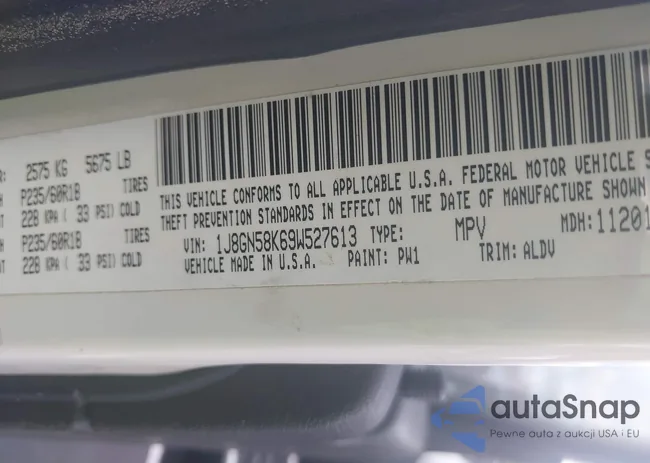 R: 2575 KG 5675 LB
P235/60R18 TIRES
228 KPA ( 33 PSI) COLD
P235/60R18 TIRES
228 KPA ( 33 PSI) COLD
THIS VEHICLE CONFORMS TO ALL APPLICABLE U.S.A. FEDERAL MOTOR VEHICLE S
THEFT PREVENTION STANDARDS IN EFFECT ON THE DATE OF MANUFACTURE SHOWN
VIN: 1J8GN58K69W527613 TYPE: MPV MDH:11201
VEHICLE MADE IN U.S.A. PAINT: PW1 TRIM: ALDV
autaSnap
Pewne auta z aukcji USA i EU